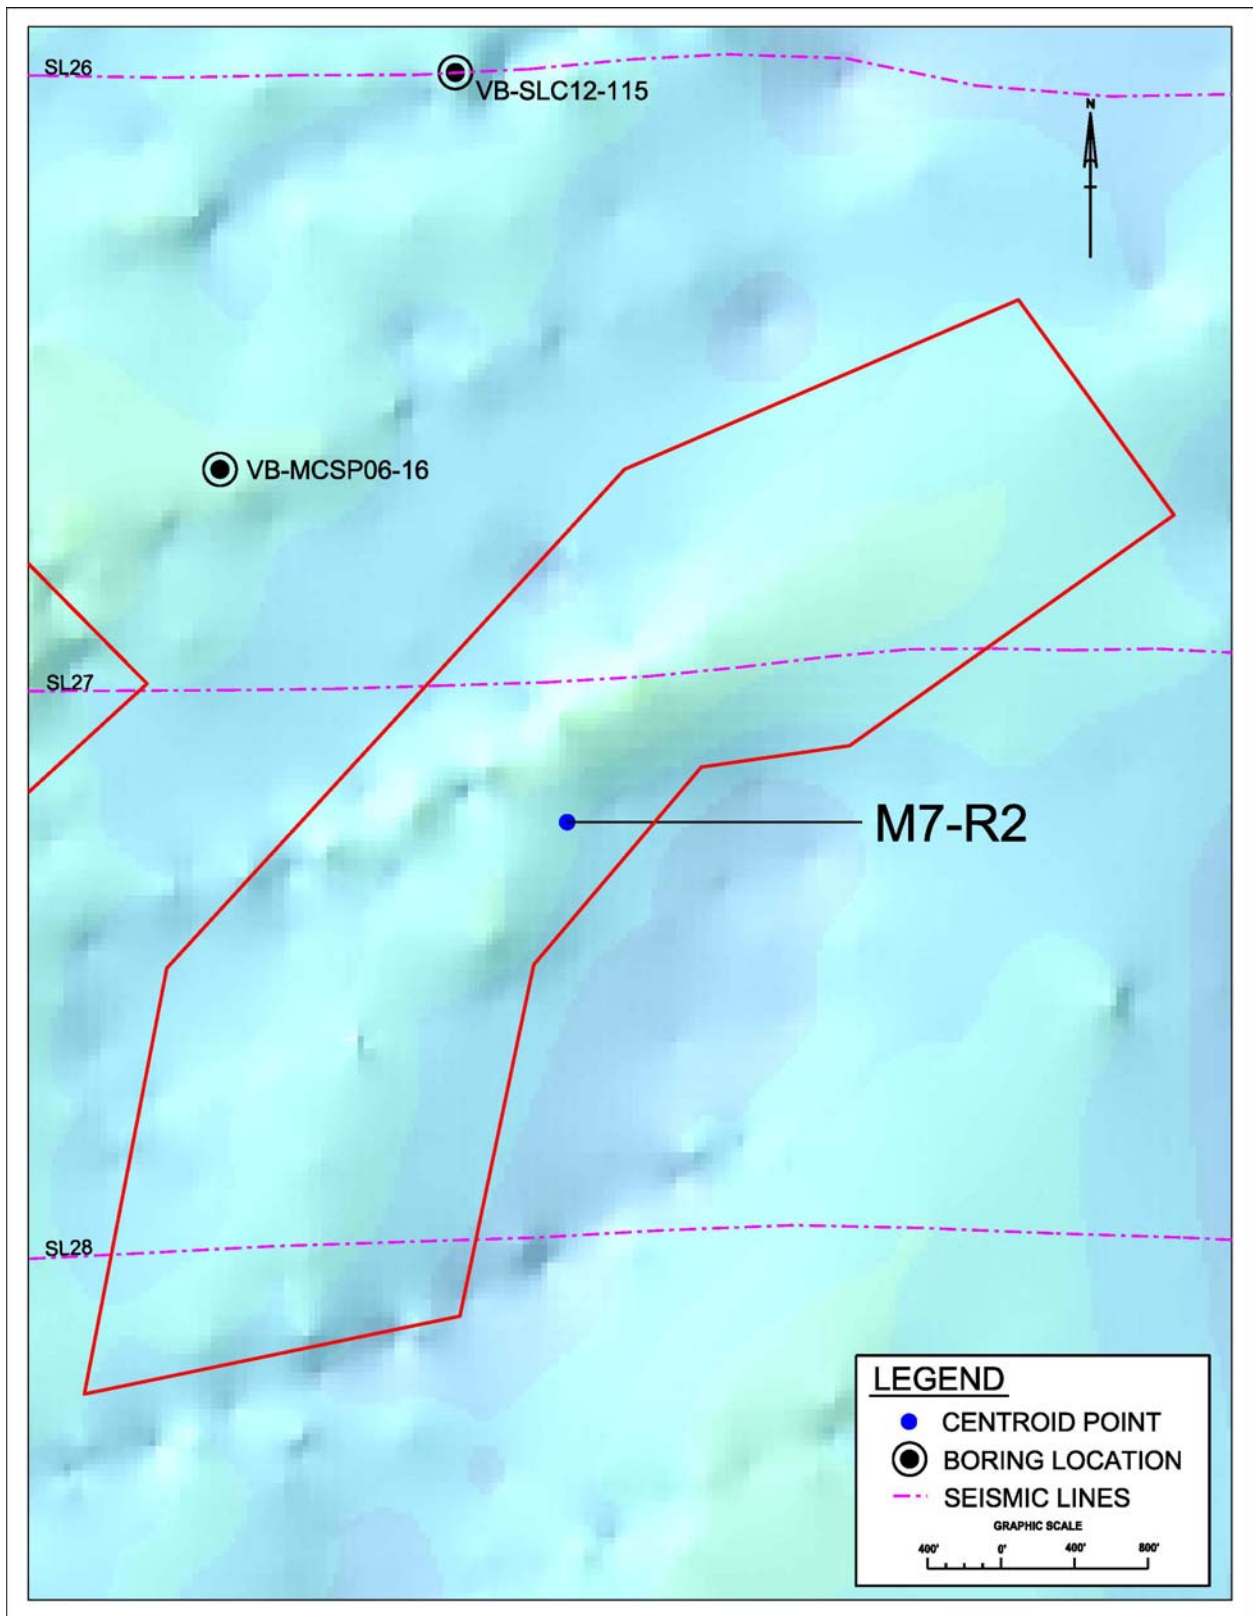 SL26
VB-SLC12-115
N
VB-MCSP06-16
SL27
M7-R2
SL28
LEGEND
CENTROID POINT
BORING LOCATION
SEISMIC LINES
GRAPHIC SCALE
400' 0' 400' 800'